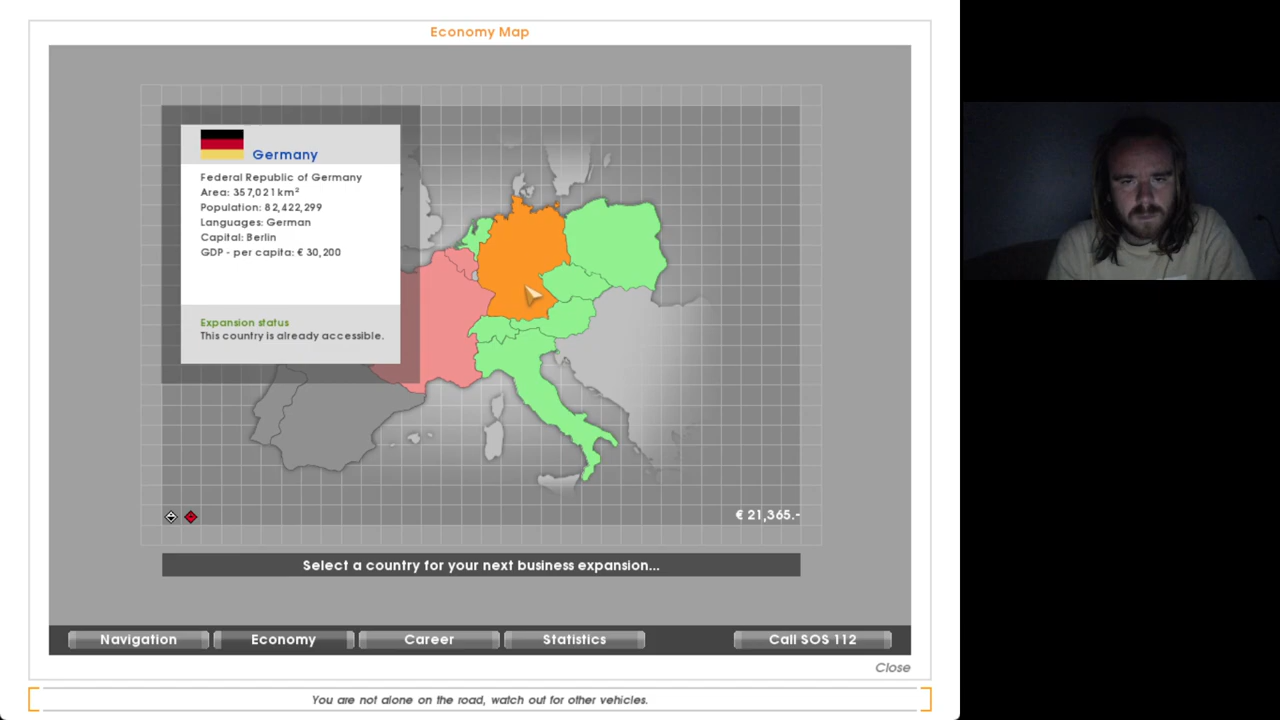 Economy Map
Germany
Federal Republic of Germany
Area: 357,021km²
Population: 82,422,299
Languages: German
Capital: Berlin
GDP - per capita: € 30,200
Expansion status
This country is already accessible.
€ 21,365.-
Select a country for your next business expansion...
Navigation
Economy
Career
Statistics
Call SOS 112
Close
You are not alone on the road, watch out for other vehicles.